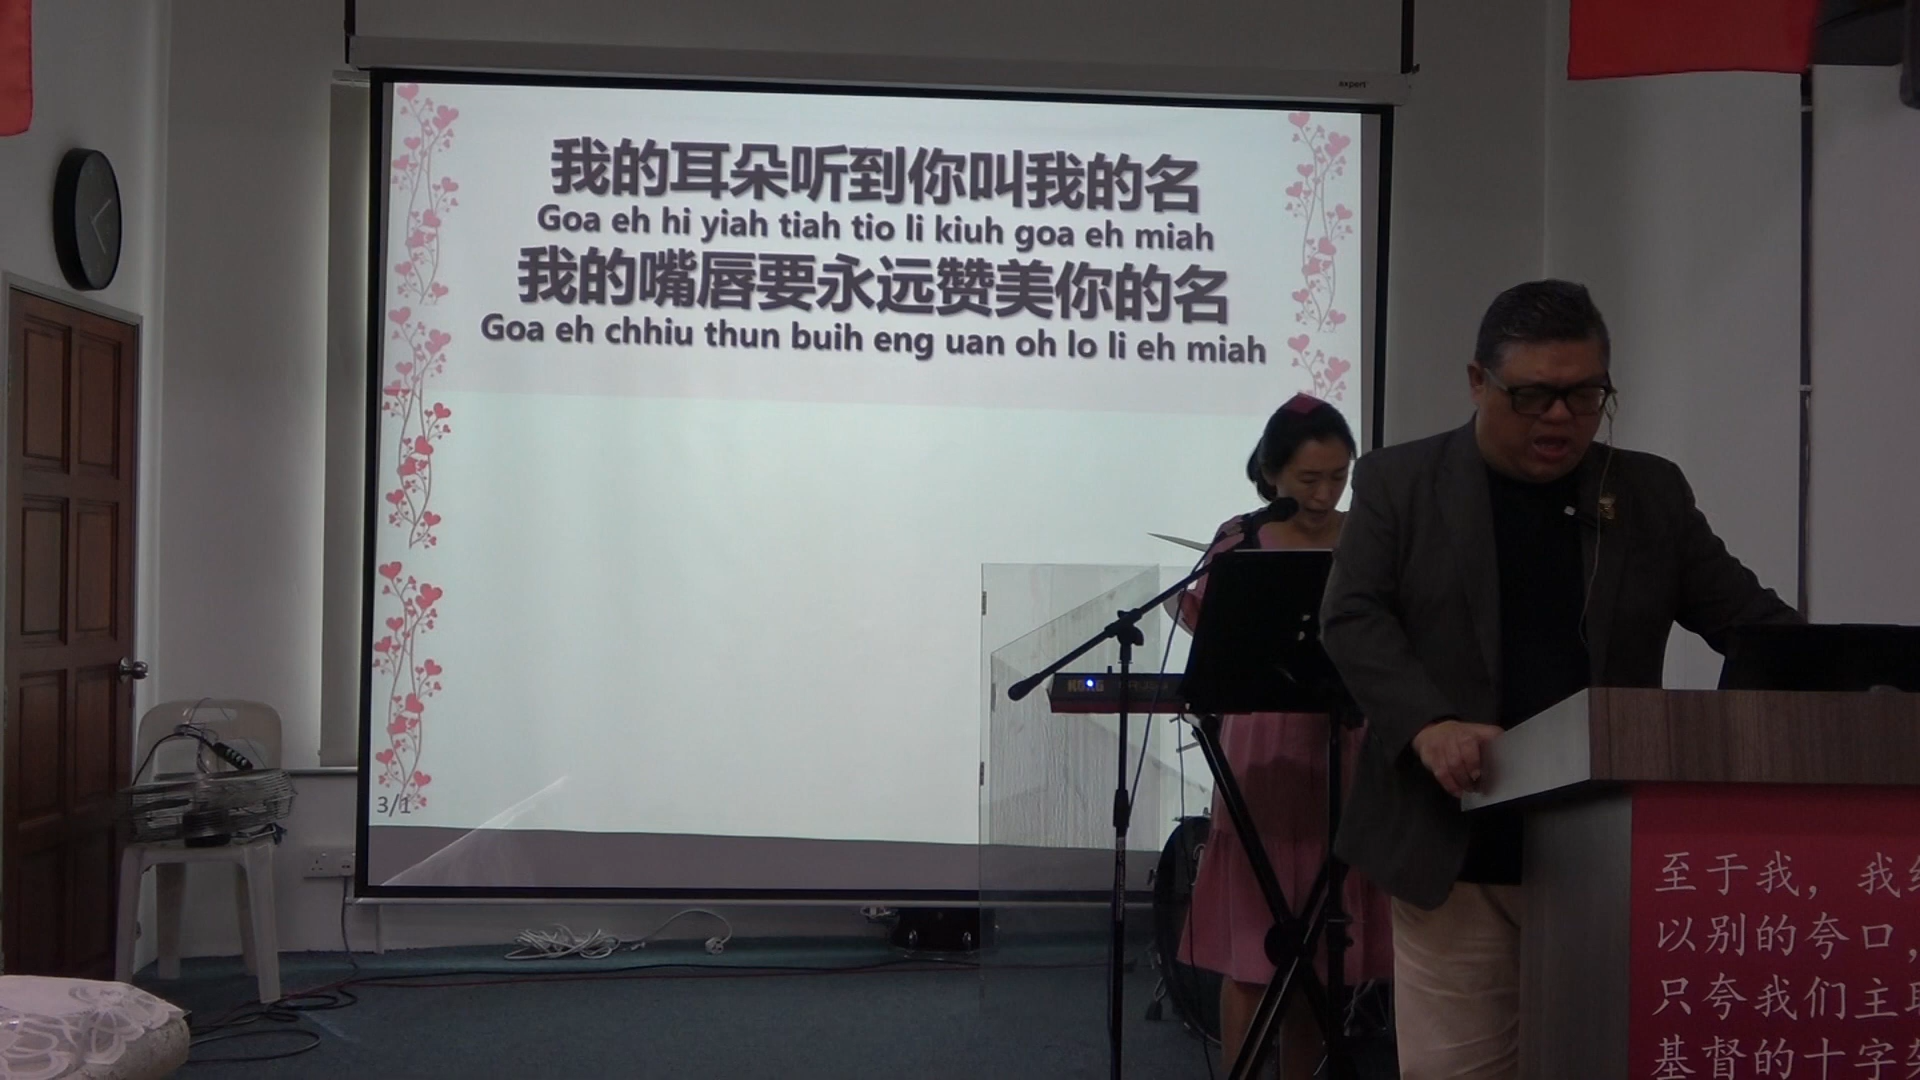 expert
我的耳朵听到你叫我的名
Goa eh hi yiah tiah tio li kiuh goa eh miah
我的嘴唇要永远赞美你的名
Goa eh chhiu thun buih eng uan oh lo li eh miah
3/1
KORG
至于我，我
以别的夸口，
只夸我们主
基督的十字